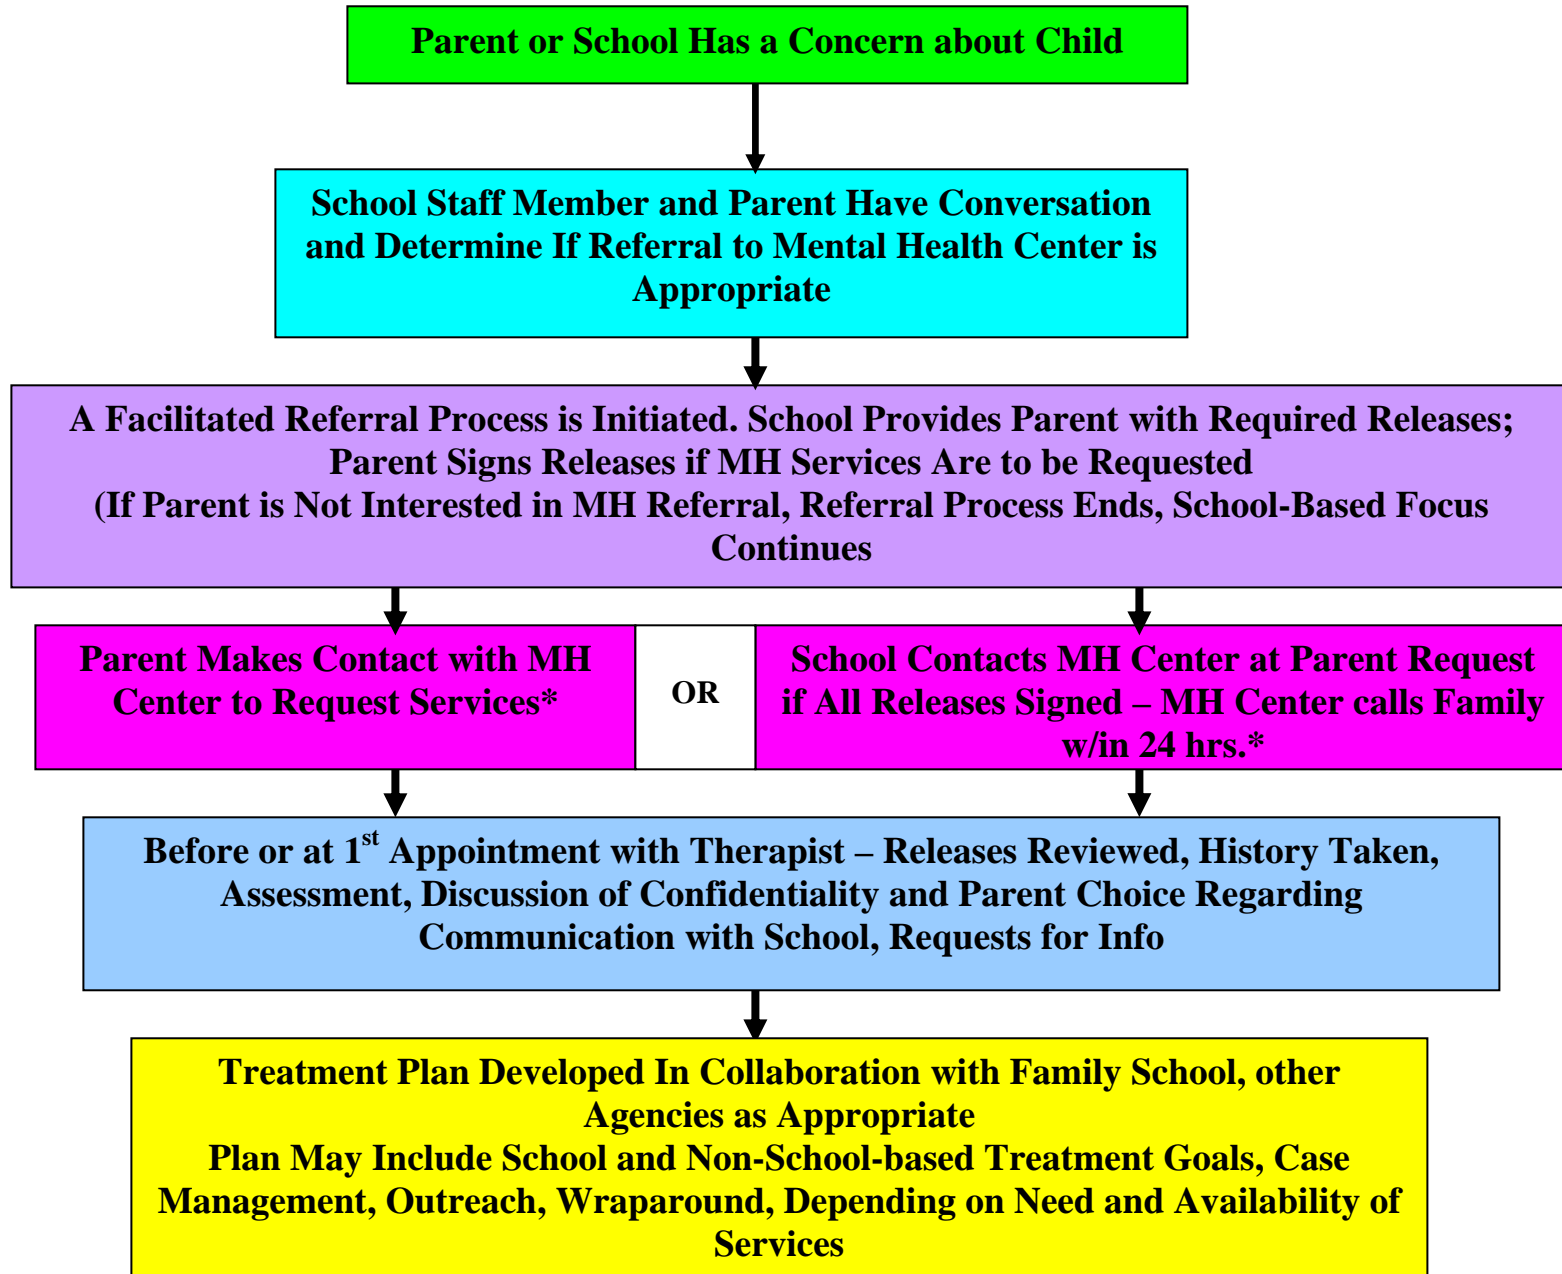 Parent or School Has a Concern about Child
School Staff Member and Parent Have Conversation
and Determine If Referral to Mental Health Center is
Appropriate
A Facilitated Referral Process is Initiated. School Provides Parent with Required Releases;
Parent Signs Releases if MH Services Are to be Requested
(If Parent is Not Interested in MH Referral, Referral Process Ends, School-Based Focus
Continues
Parent Makes Contact with MH
Center to Request Services*
OR
School Contacts MH Center at Parent Request
if All Releases Signed – MH Center calls Family
w/in 24 hrs.*
Before or at 1st Appointment with Therapist – Releases Reviewed, History Taken,
Assessment, Discussion of Confidentiality and Parent Choice Regarding
Communication with School, Requests for Info
Treatment Plan Developed In Collaboration with Family School, other
Agencies as Appropriate
Plan May Include School and Non-School-based Treatment Goals, Case
Management, Outreach, Wraparound, Depending on Need and Availability of
Services